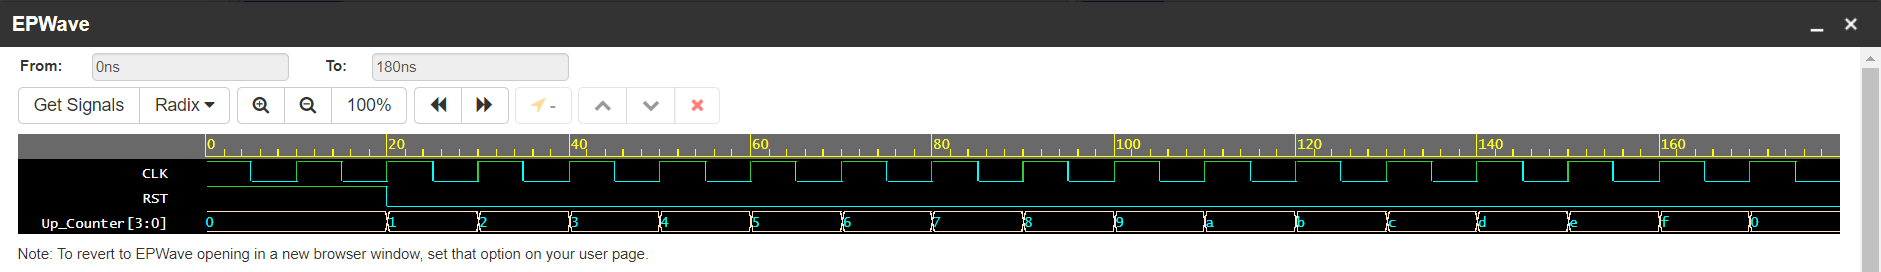 EPWave
From: 0ns To: 180ns
Get Signals Radix 100% -
0 20 40 60 80 100 120 140 160
CLK
RST
Up_Counter[3:0] 0 1 2 3 4 5 6 7 8 9 a b c d e f 0
Note: To revert to EPWave opening in a new browser window, set that option on your user page.